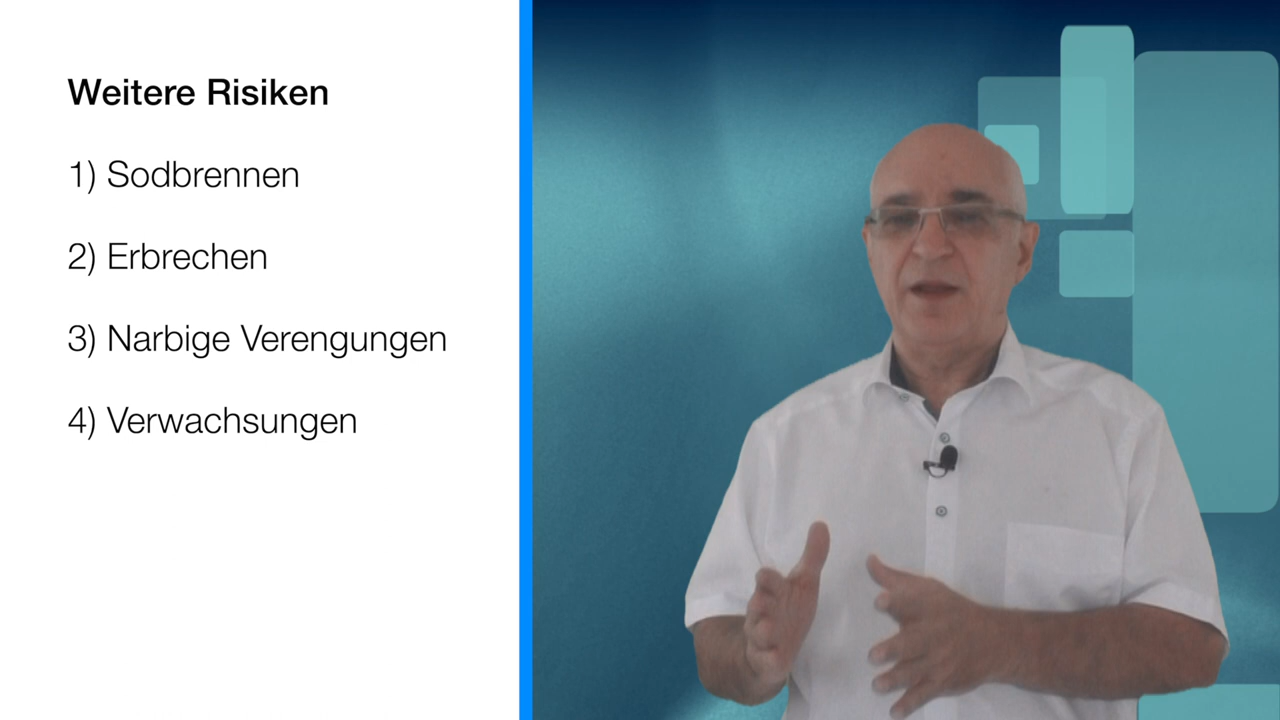 Weitere Risiken
1) Sodbrennen
2) Erbrechen
3) Narbige Verengungen
4) Verwachsungen